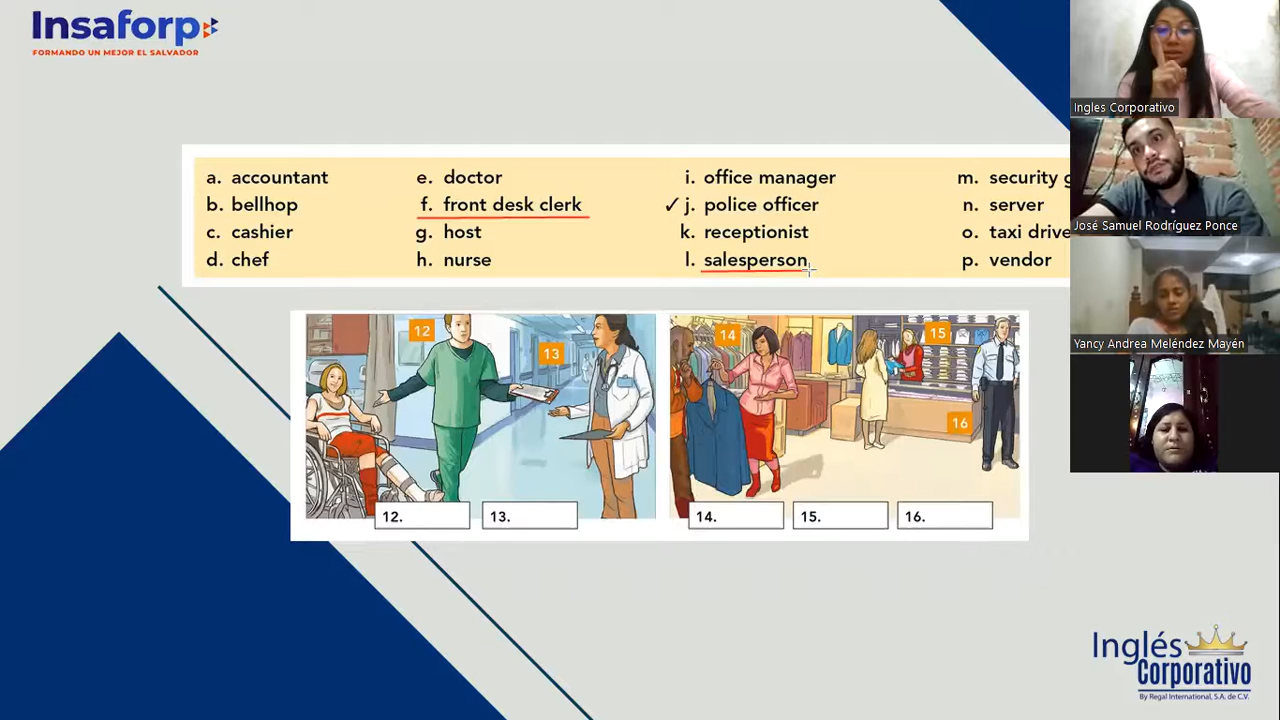 Insaforp
FORMANDO UN MEJOR EL SALVADOR
a. accountant
b. bellhop
c. cashier
d. chef
e. doctor
f. front desk clerk
g. host
h. nurse
i. office manager
✓ j. police officer
k. receptionist
l. salesperson
m. security g
n. server
o. taxi drive
p. vendor
12
13
12.
13.
14
15
16
14.
15.
16.
Ingles Corporativo
José Samuel Rodríguez Ponce
Yancy Andrea Meléndez Mayén
Inglés
Corporativo
By Regal International, S.A. de C.V.